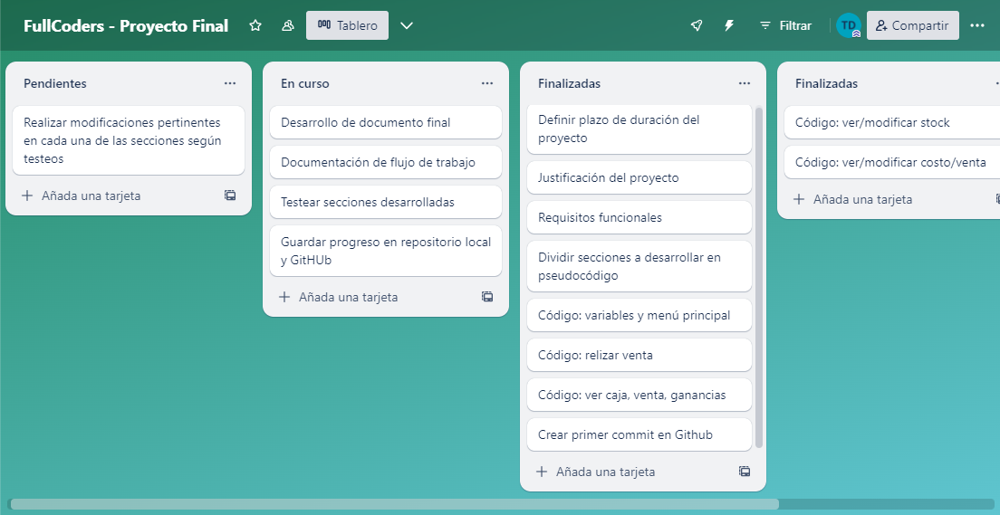 FullCoders - Proyecto Final
Tablero
Filtrar
TD
Compartir
Pendientes
Realizar modificaciones pertinentes
en cada una de las secciones según
testeos
Añada una tarjeta
En curso
Desarrollo de documento final
Documentación de flujo de trabajo
Testear secciones desarrolladas
Guardar progreso en repositorio local
y GitHUb
Añada una tarjeta
Finalizadas
Definir plazo de duración del
proyecto
Justificación del proyecto
Requisitos funcionales
Dividir secciones a desarrollar en
pseudocódigo
Código: variables y menú principal
Código: relizar venta
Código: ver caja, venta, ganancias
Crear primer commit en Github
Añada una tarjeta
Finalizadas
Código: ver/modificar stock
Código: ver/modificar costo/venta
Añada una tarjeta